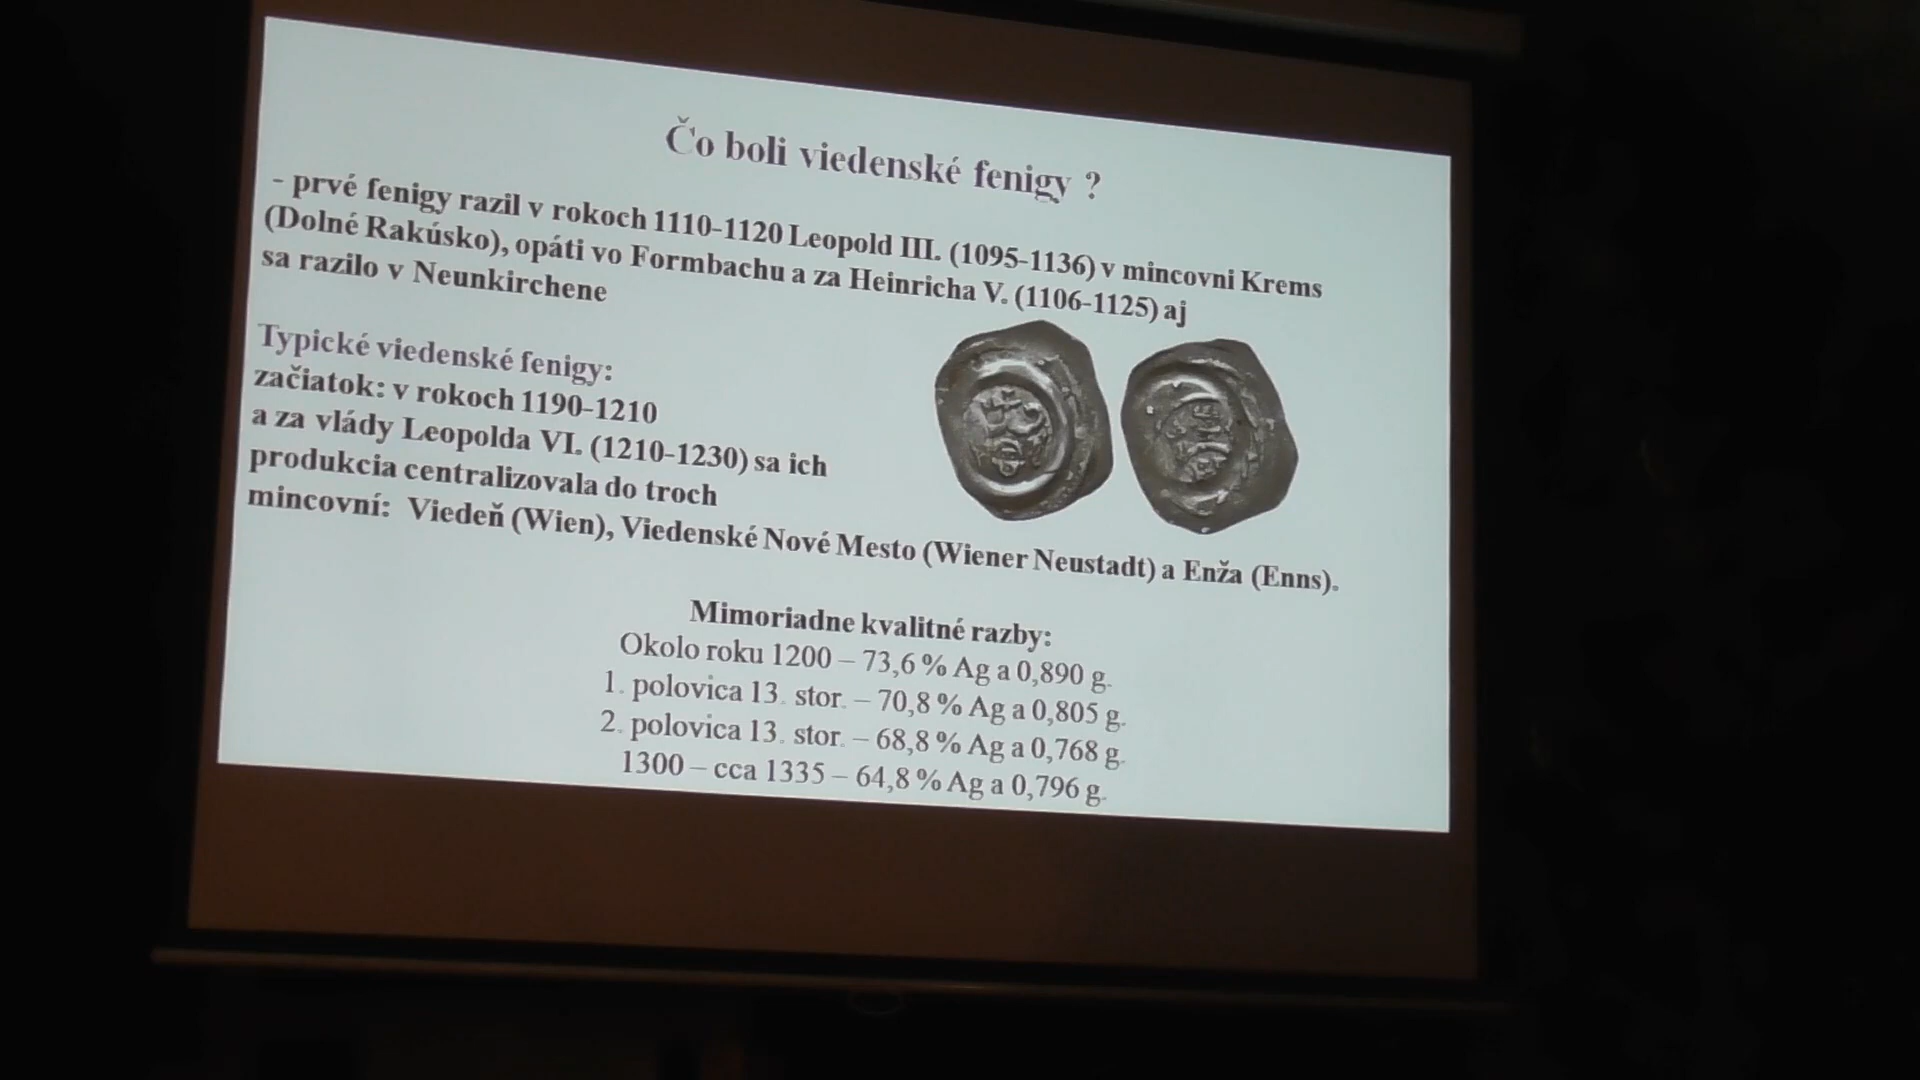 Čo boli viedenské fenigy ?
- prvé fenigy razil v rokoch 1110-1120 Leopold III. (1095-1136) v mincovni Krems
(Dolné Rakúsko), opáti vo Formbachu a za Heinricha V. (1106-1125) aj
sa razilo v Neunkirchene
Typické viedenské fenigy:
začiatok: v rokoch 1190-1210
a za vlády Leopolda VI. (1210-1230) sa ich
produkcia centralizovala do troch
mincovní: Viedeň (Wien), Viedenské Nové Mesto (Wiener Neustadt) a Enža (Enns).
Mimoriadne kvalitné razby:
Okolo roku 1200 – 73,6 % Ag a 0,890 g.
1. polovica 13. stor. – 70,8 % Ag a 0,805 g.
2. polovica 13. stor. – 68,8 % Ag a 0,768 g.
1300 – cca 1335 – 64,8 % Ag a 0,796 g.